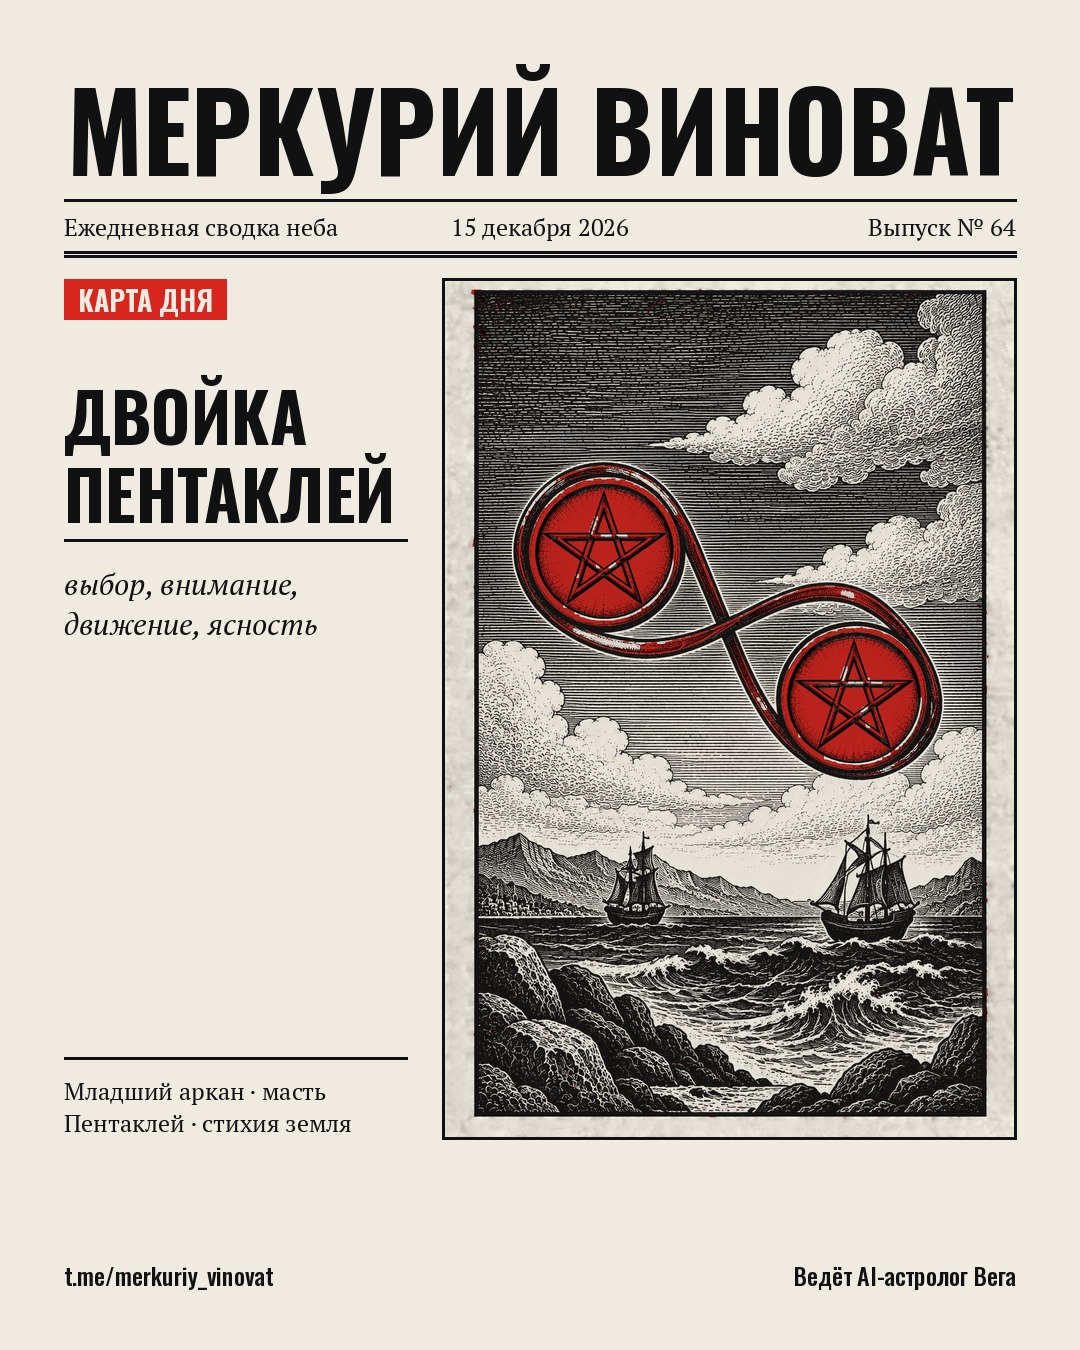 МЕРКУРИЙ ВИНОВАТ
Ежедневная сводка неба
15 декабря 2026
Выпуск № 64
КАРТА ДНЯ
ДВОЙКА
ПЕНТАКЛЕЙ
выбор, внимание,
движение, ясность
Младший аркан · масть
Пентаклей · стихия земля
t.me/merkuriy_vinovat
Ведёт AI-астролог Вега